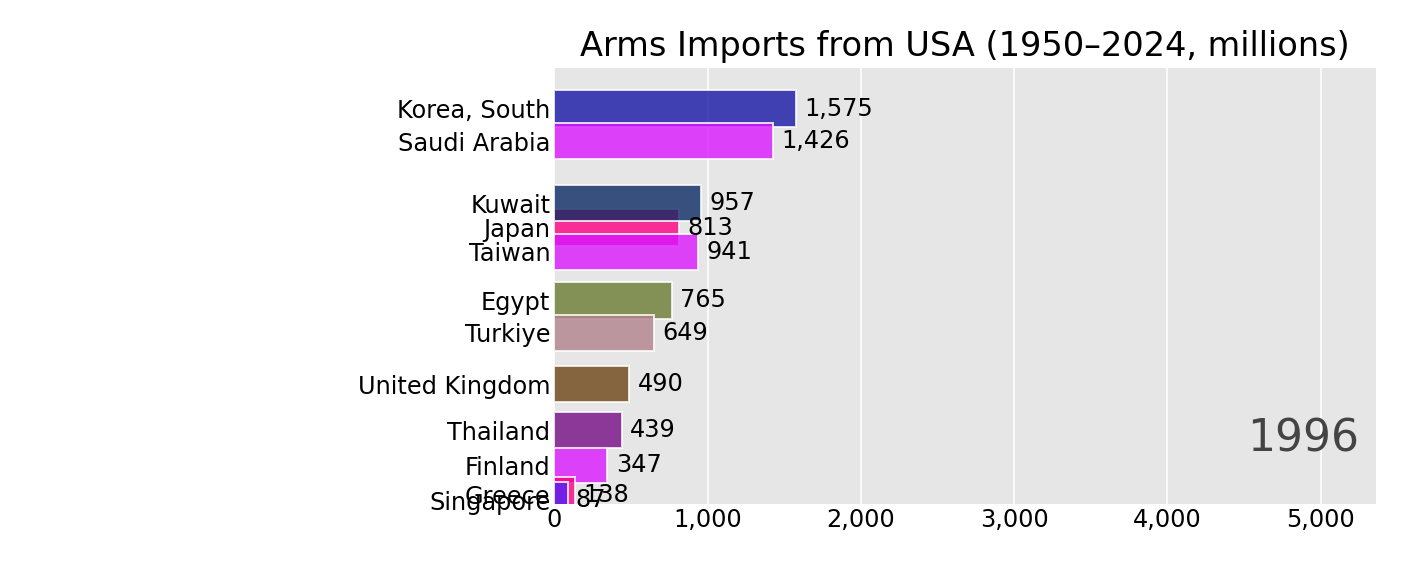 Arms Imports from USA (1950–2024, millions)
Korea, South 1,575
Saudi Arabia 1,426
Kuwait 957
Japan 813
Taiwan 941
Egypt 765
Turkiye 649
United Kingdom 490
Thailand 439
1996
Finland 347
Greece 138
Singapore 87
0 1,000 2,000 3,000 4,000 5,000